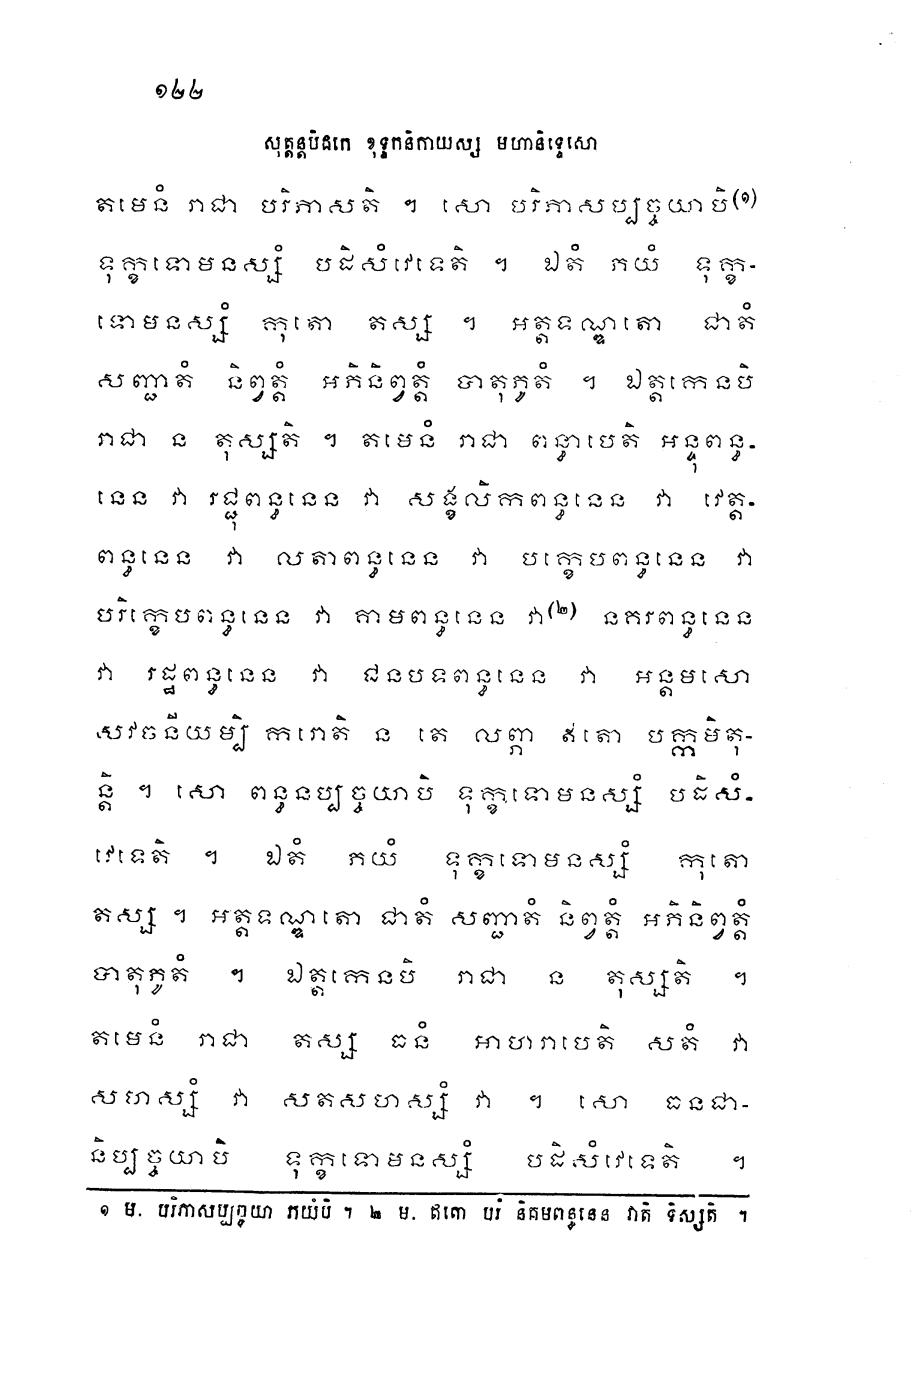 ១២២
សុត្តន្តបិដកេ ខុទ្ទកនិកាយស្ស មហានិទ្ទេសោ
តមេនំ រាជា បរិភាសតិ ។ សោ បរិភាសប្បច្ចយាបិ(១)
ទុក្ខទោមនស្សំ បដិសំវេទេតិ ។ ឯតំ ភយំ ទុក្ខ-
ទោមនស្សំ កុតោ តស្ស ។ អត្តទណ្ឌតោ ជាតំ
សញ្ជាតំ និព្វត្តំ អភិនិព្វត្តំ បាតុភូតំ ។ ឯត្តកេនបិ
រាជា ន តុស្សតិ ។ តមេនំ រាជា ពន្ធាបេតិ អន្ទុពន្ធ-
នេន វា រជ្ជុពន្ធនេន វា សង្ខលិកពន្ធនេន វា វេត្ត-
ពន្ធនេន វា លតាពន្ធនេន វា បក្ខេបពន្ធនេន វា
បរិក្ខេបពន្ធនេន វា គាមពន្ធនេន វា(២) នគរពន្ធនេន
វា រដ្ឋពន្ធនេន វា ជនបទពន្ធនេន វា អន្តមសោ
សវចនីយម្បិ ករោតិ ន តេ លព្ភា ឥតោ បក្កមិតុ-
ន្តិ ។ សោ ពន្ធនប្បច្ចយាបិ ទុក្ខទោមនស្សំ បដិសំ-
វេទេតិ ។ ឯតំ ភយំ ទុក្ខទោមនស្សំ កុតោ
តស្ស ។ អត្តទណ្ឌតោ ជាតំ សញ្ជាតំ និព្វត្តំ អភិនិព្វត្តំ
បាតុភូតំ ។ ឯត្តកេនបិ រាជា ន តុស្សតិ ។
តមេនំ រាជា តស្ស ធនំ អាហរាបេតិ សតំ វា
សហស្សំ វា សតសហស្សំ វា ។ សោ ធនជា-
និប្បច្ចយាបិ ទុក្ខទោមនស្សំ បដិសំវេទេតិ ។
១ ម. បរិភាសប្បច្ចយា ភយំបិ ។ ២ ម. ឥតោ បរំ និគមពន្ធនេន វាតិ ទិស្សតិ ។